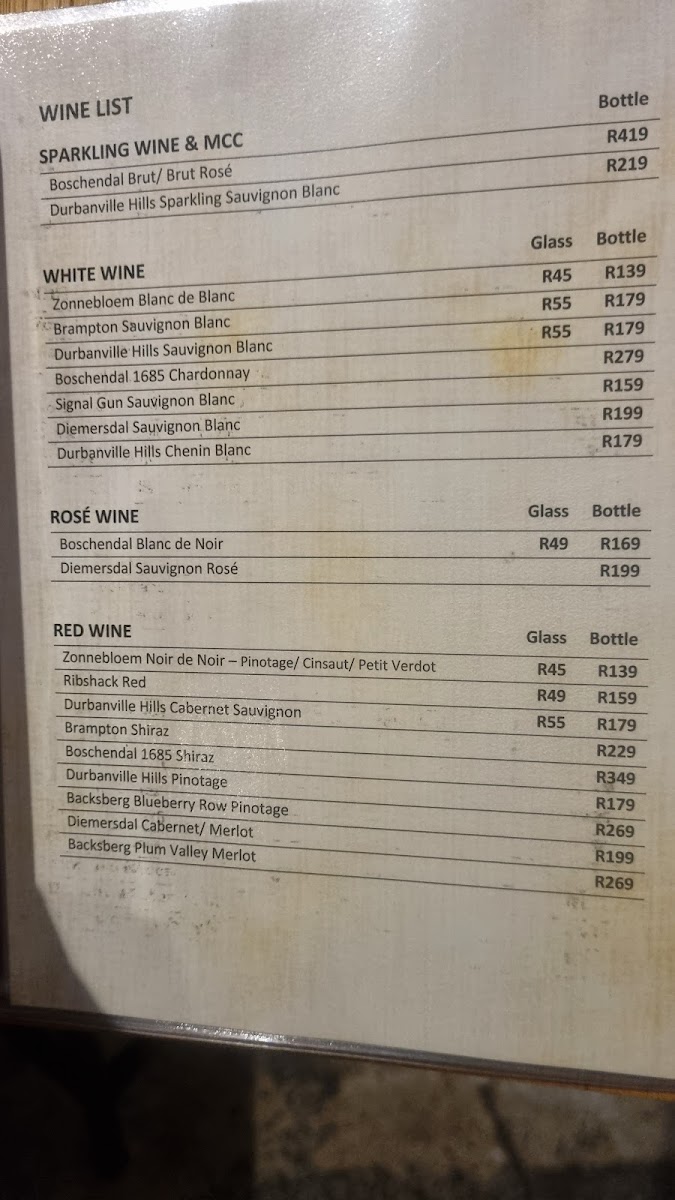 WINE LIST Bottle
SPARKLING WINE & MCC
Boschendal Brut/ Brut Rosé R419
Durbanville Hills Sparkling Sauvignon Blanc R219
WHITE WINE Glass Bottle
Zonnebloem Blanc de Blanc R45 R139
Brampton Sauvignon Blanc R55 R179
Durbanville Hills Sauvignon Blanc R55 R179
Boschendal 1685 Chardonnay R279
Signal Gun Sauvignon Blanc R159
Diemersdal Sauvignon Blanc R199
Durbanville Hills Chenin Blanc R179
ROSÉ WINE Glass Bottle
Boschendal Blanc de Noir R49 R169
Diemersdal Sauvignon Rosé R199
RED WINE Glass Bottle
Zonnebloem Noir de Noir – Pinotage/ Cinsaut/ Petit Verdot R45 R139
Ribshack Red R49 R159
Durbanville Hills Cabernet Sauvignon R55 R179
Brampton Shiraz R229
Boschendal 1685 Shiraz R349
Durbanville Hills Pinotage R179
Backsberg Blueberry Row Pinotage R269
Diemersdal Cabernet/ Merlot R199
Backsberg Plum Valley Merlot R269